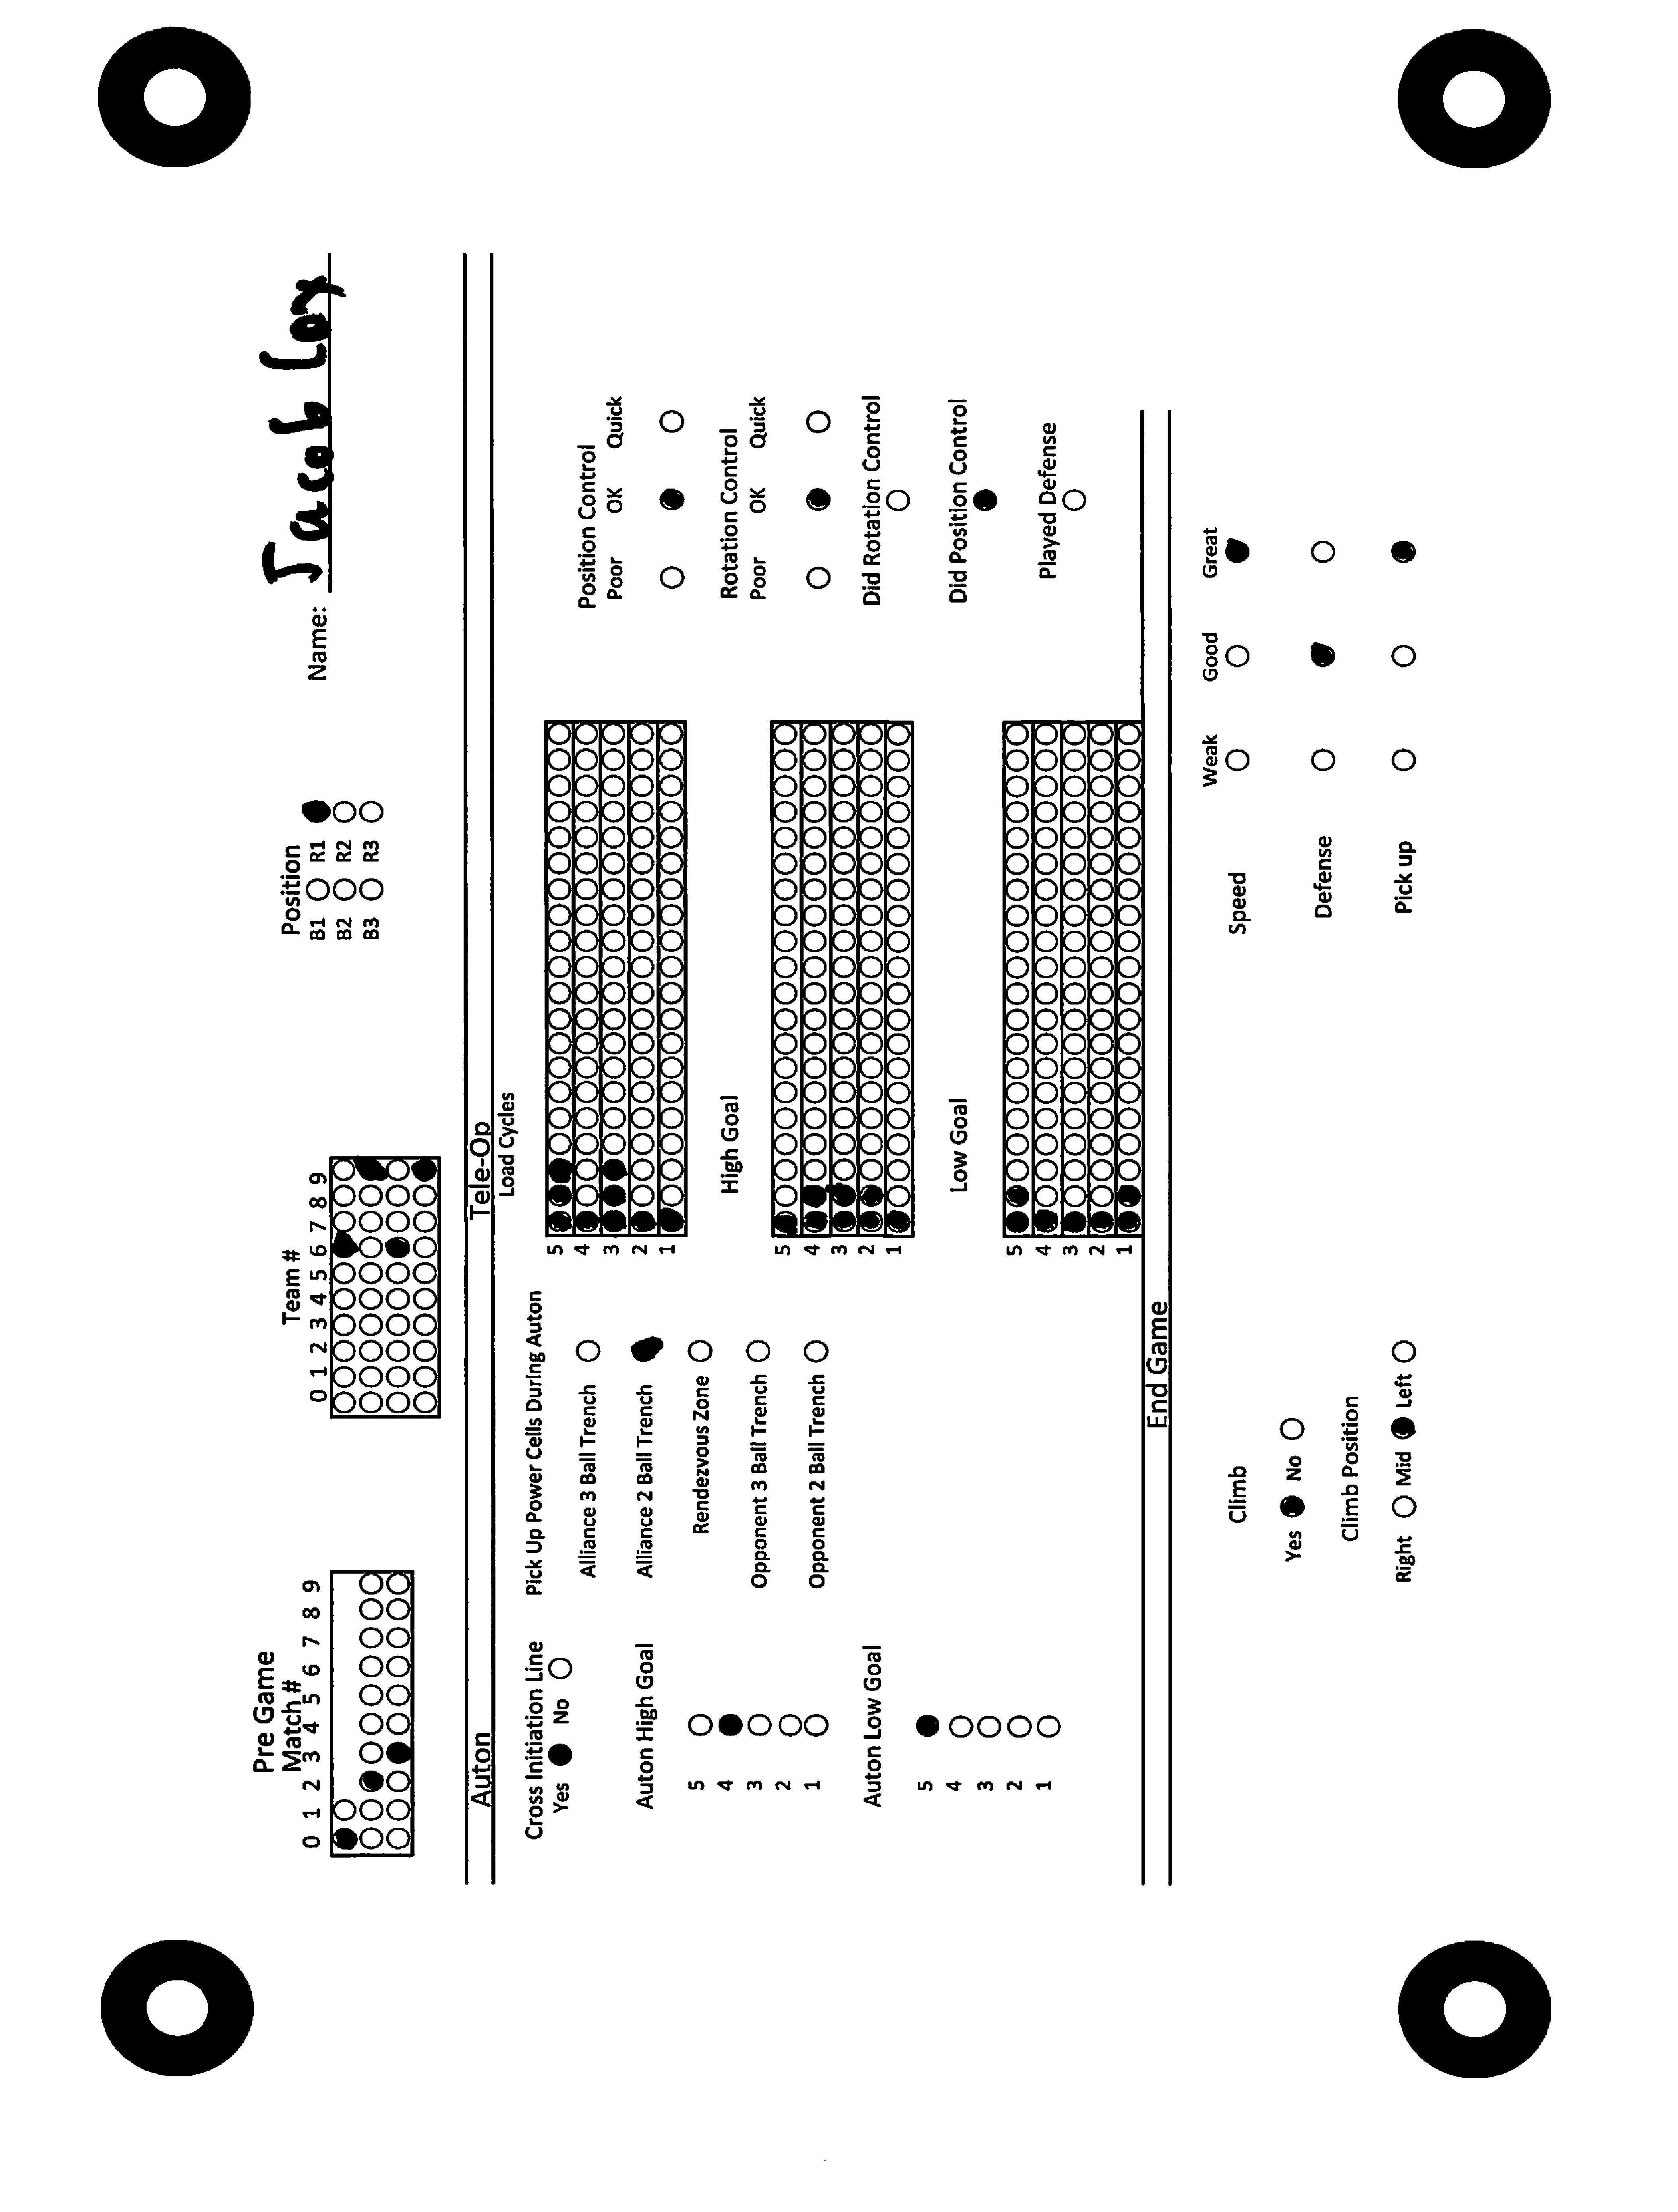 Pre Game
Match #
0 1 2 3 4 5 6 7 8 9
Team #
0 1 2 3 4 5 6 7 8 9
Position
B1 R1
B2 R2
B3 R3
Name: Jacob Cox
Auton
Cross Initiation Line
Yes No
Auton High Goal
5
4
3
2
1
Auton Low Goal
5
4
3
2
1
Pick Up Power Cells During Auton
Alliance 3 Ball Trench
Alliance 2 Ball Trench
Rendezvous Zone
Opponent 3 Ball Trench
Opponent 2 Ball Trench
Tele-Op
Load Cycles
5
4
3
2
1
High Goal
5
4
3
2
1
Low Goal
5
4
3
2
1
Position Control
Poor OK Quick
Rotation Control
Poor OK Quick
Did Rotation Control
Did Position Control
Played Defense
End Game
Climb
Yes No
Climb Position
Right Mid Left
Weak Good Great
Speed
Defense
Pick up